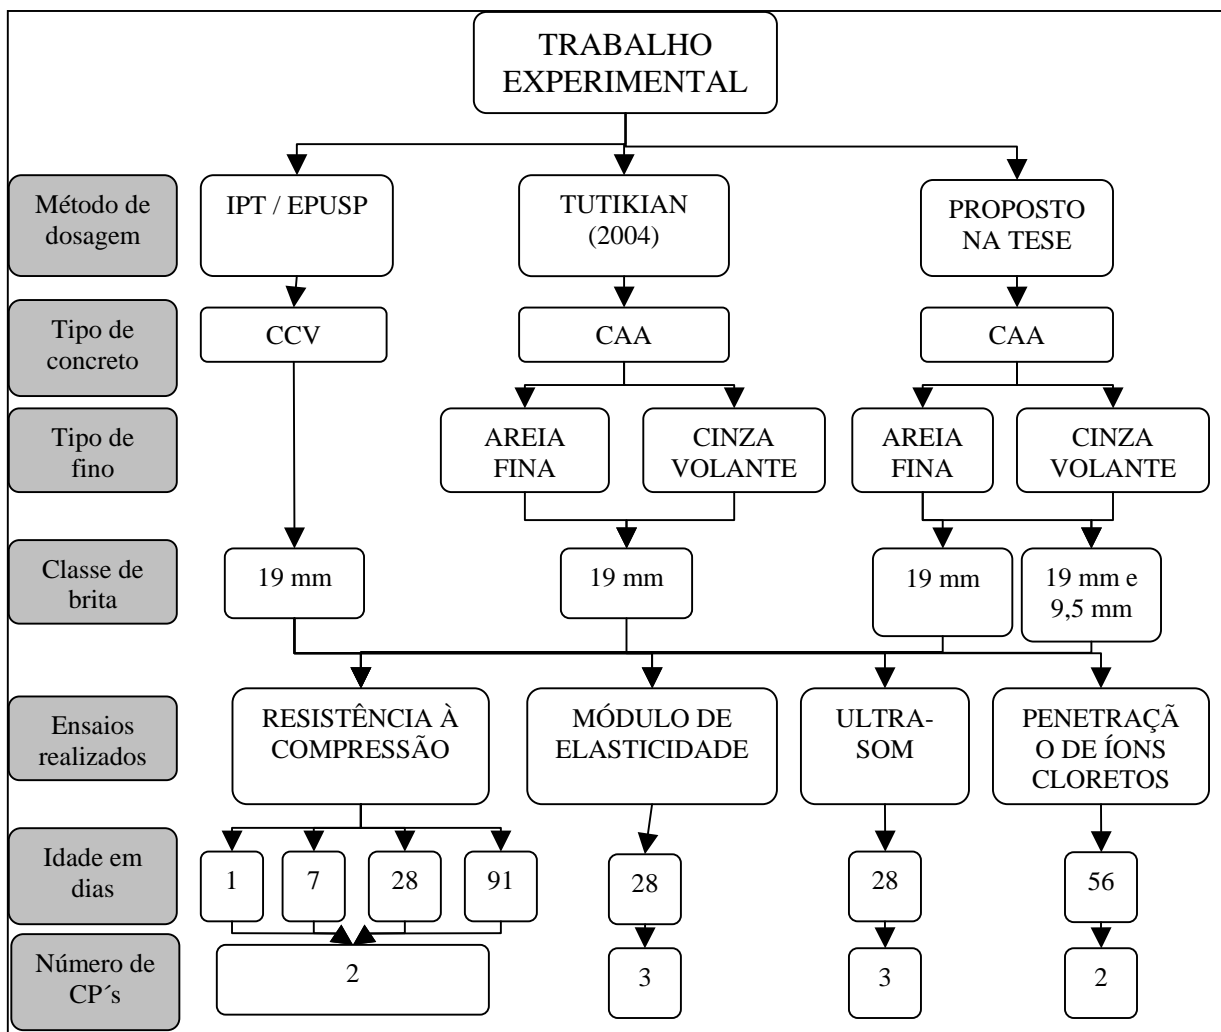 TRABALHO
EXPERIMENTAL
Método de
dosagem
IPT / EPUSP
TUTIKIAN
(2004)
PROPOSTO
NA TESE
Tipo de
concreto
CCV
CAA
CAA
Tipo de
fino
AREIA
FINA
CINZA
VOLANTE
AREIA
FINA
CINZA
VOLANTE
Classe de
brita
19 mm
19 mm
19 mm
19 mm e
9,5 mm
Ensaios
realizados
RESISTÊNCIA À
COMPRESSÃO
MÓDULO DE
ELASTICIDADE
ULTRA-
SOM
PENETRAÇÃ
O DE ÍONS
CLORETOS
Idade em
dias
1
7
28
91
28
28
56
Número de
CP´s
2
3
3
2